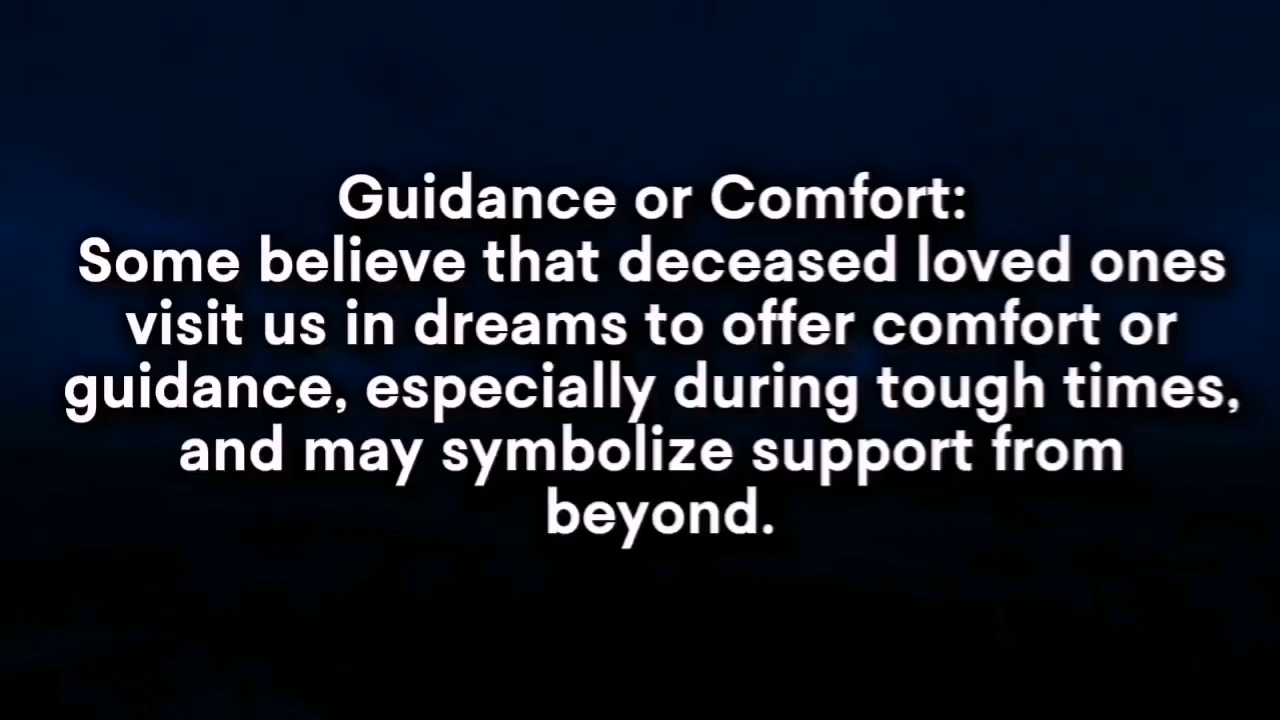 Guidance or Comfort:
Some believe that deceased loved ones
visit us in dreams to offer comfort or
guidance, especially during tough times,
and may symbolize support from
beyond.